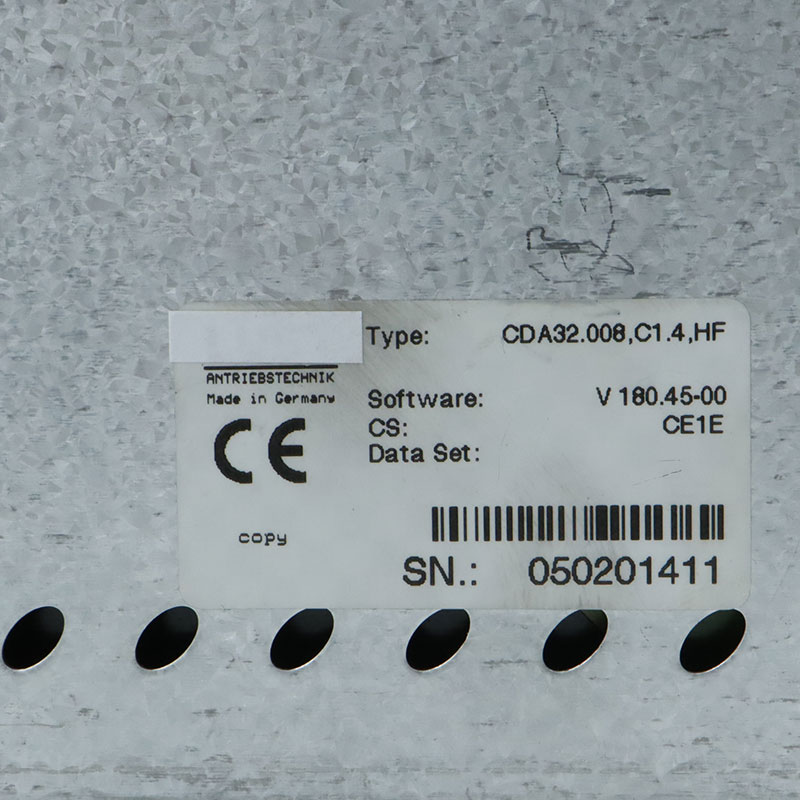 Type: CDA32.008,C1.4,HF
ANTRIEBSTECHNIK
Made in Germany
Software: V 180.45-00
CS: CE1E
Data Set:
CE
copy
SN.: 050201411